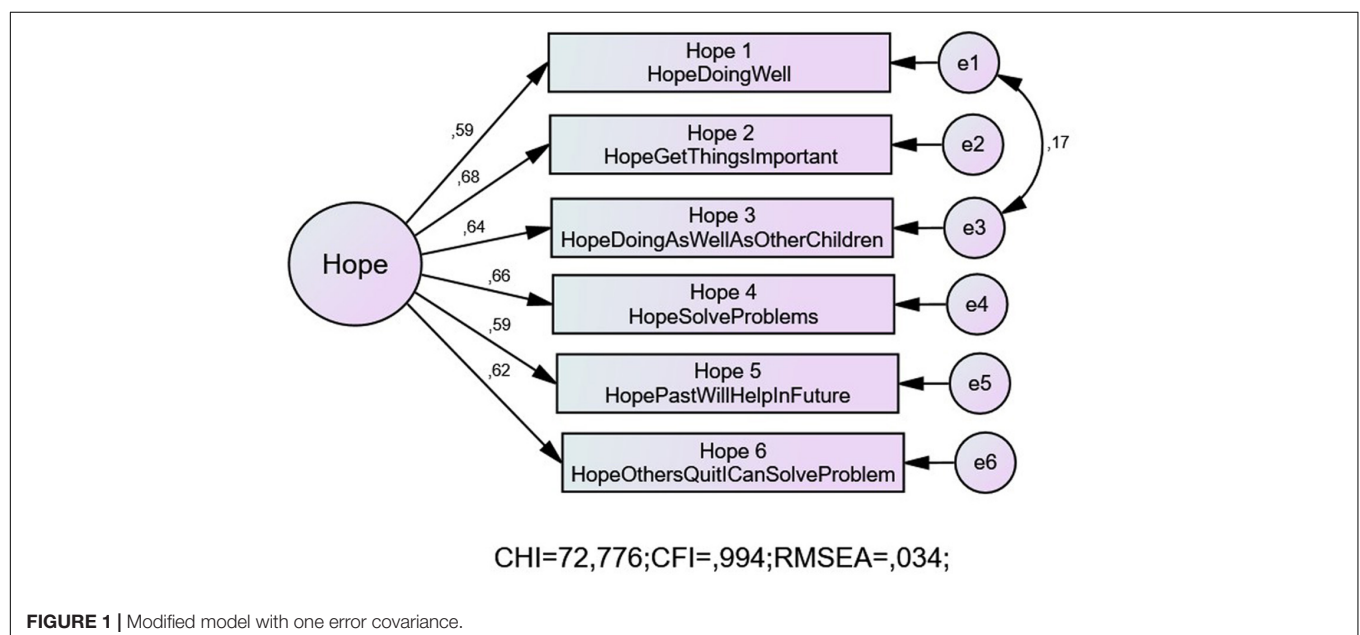 Hope 1
HopeDoingWell
e1
,59
Hope 2
HopeGetThingsImportant
e2
,17
,68
Hope 3
HopeDoingAsWellAsOtherChildren
e3
,64
Hope
,66
Hope 4
HopeSolveProblems
e4
,59
Hope 5
HopePastWillHelpInFuture
e5
,62
Hope 6
HopeOthersQuitICanSolveProblem
e6
CHI=72,776;CFI=,994;RMSEA=,034;
FIGURE 1 | Modified model with one error covariance.